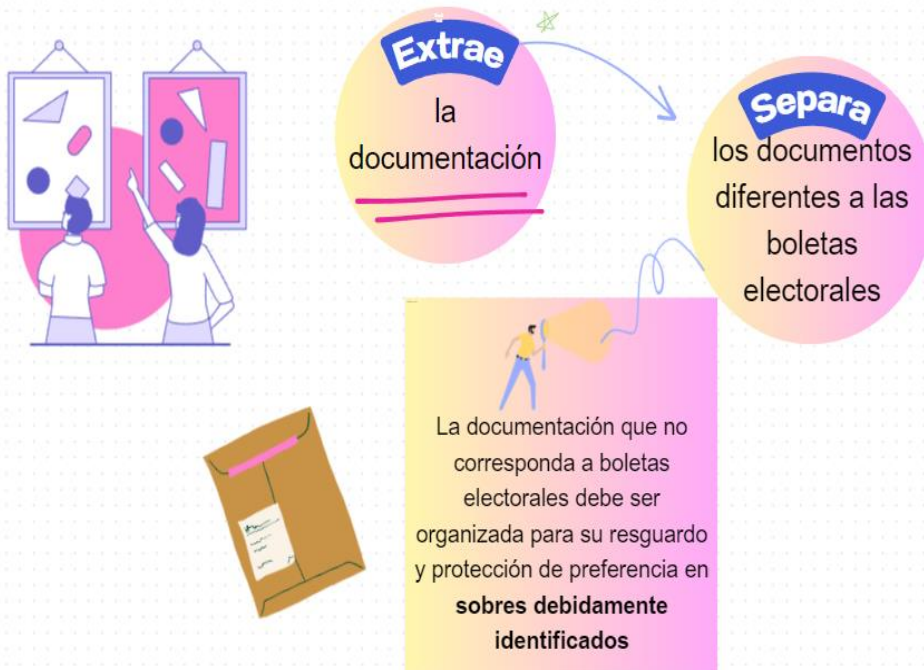 Extrae
la
documentación
Separa
los documentos
diferentes a las
boletas
electorales
La documentación que no
corresponda a boletas
electorales debe ser
organizada para su resguardo
y protección de preferencia en
sobres debidamente
identificados